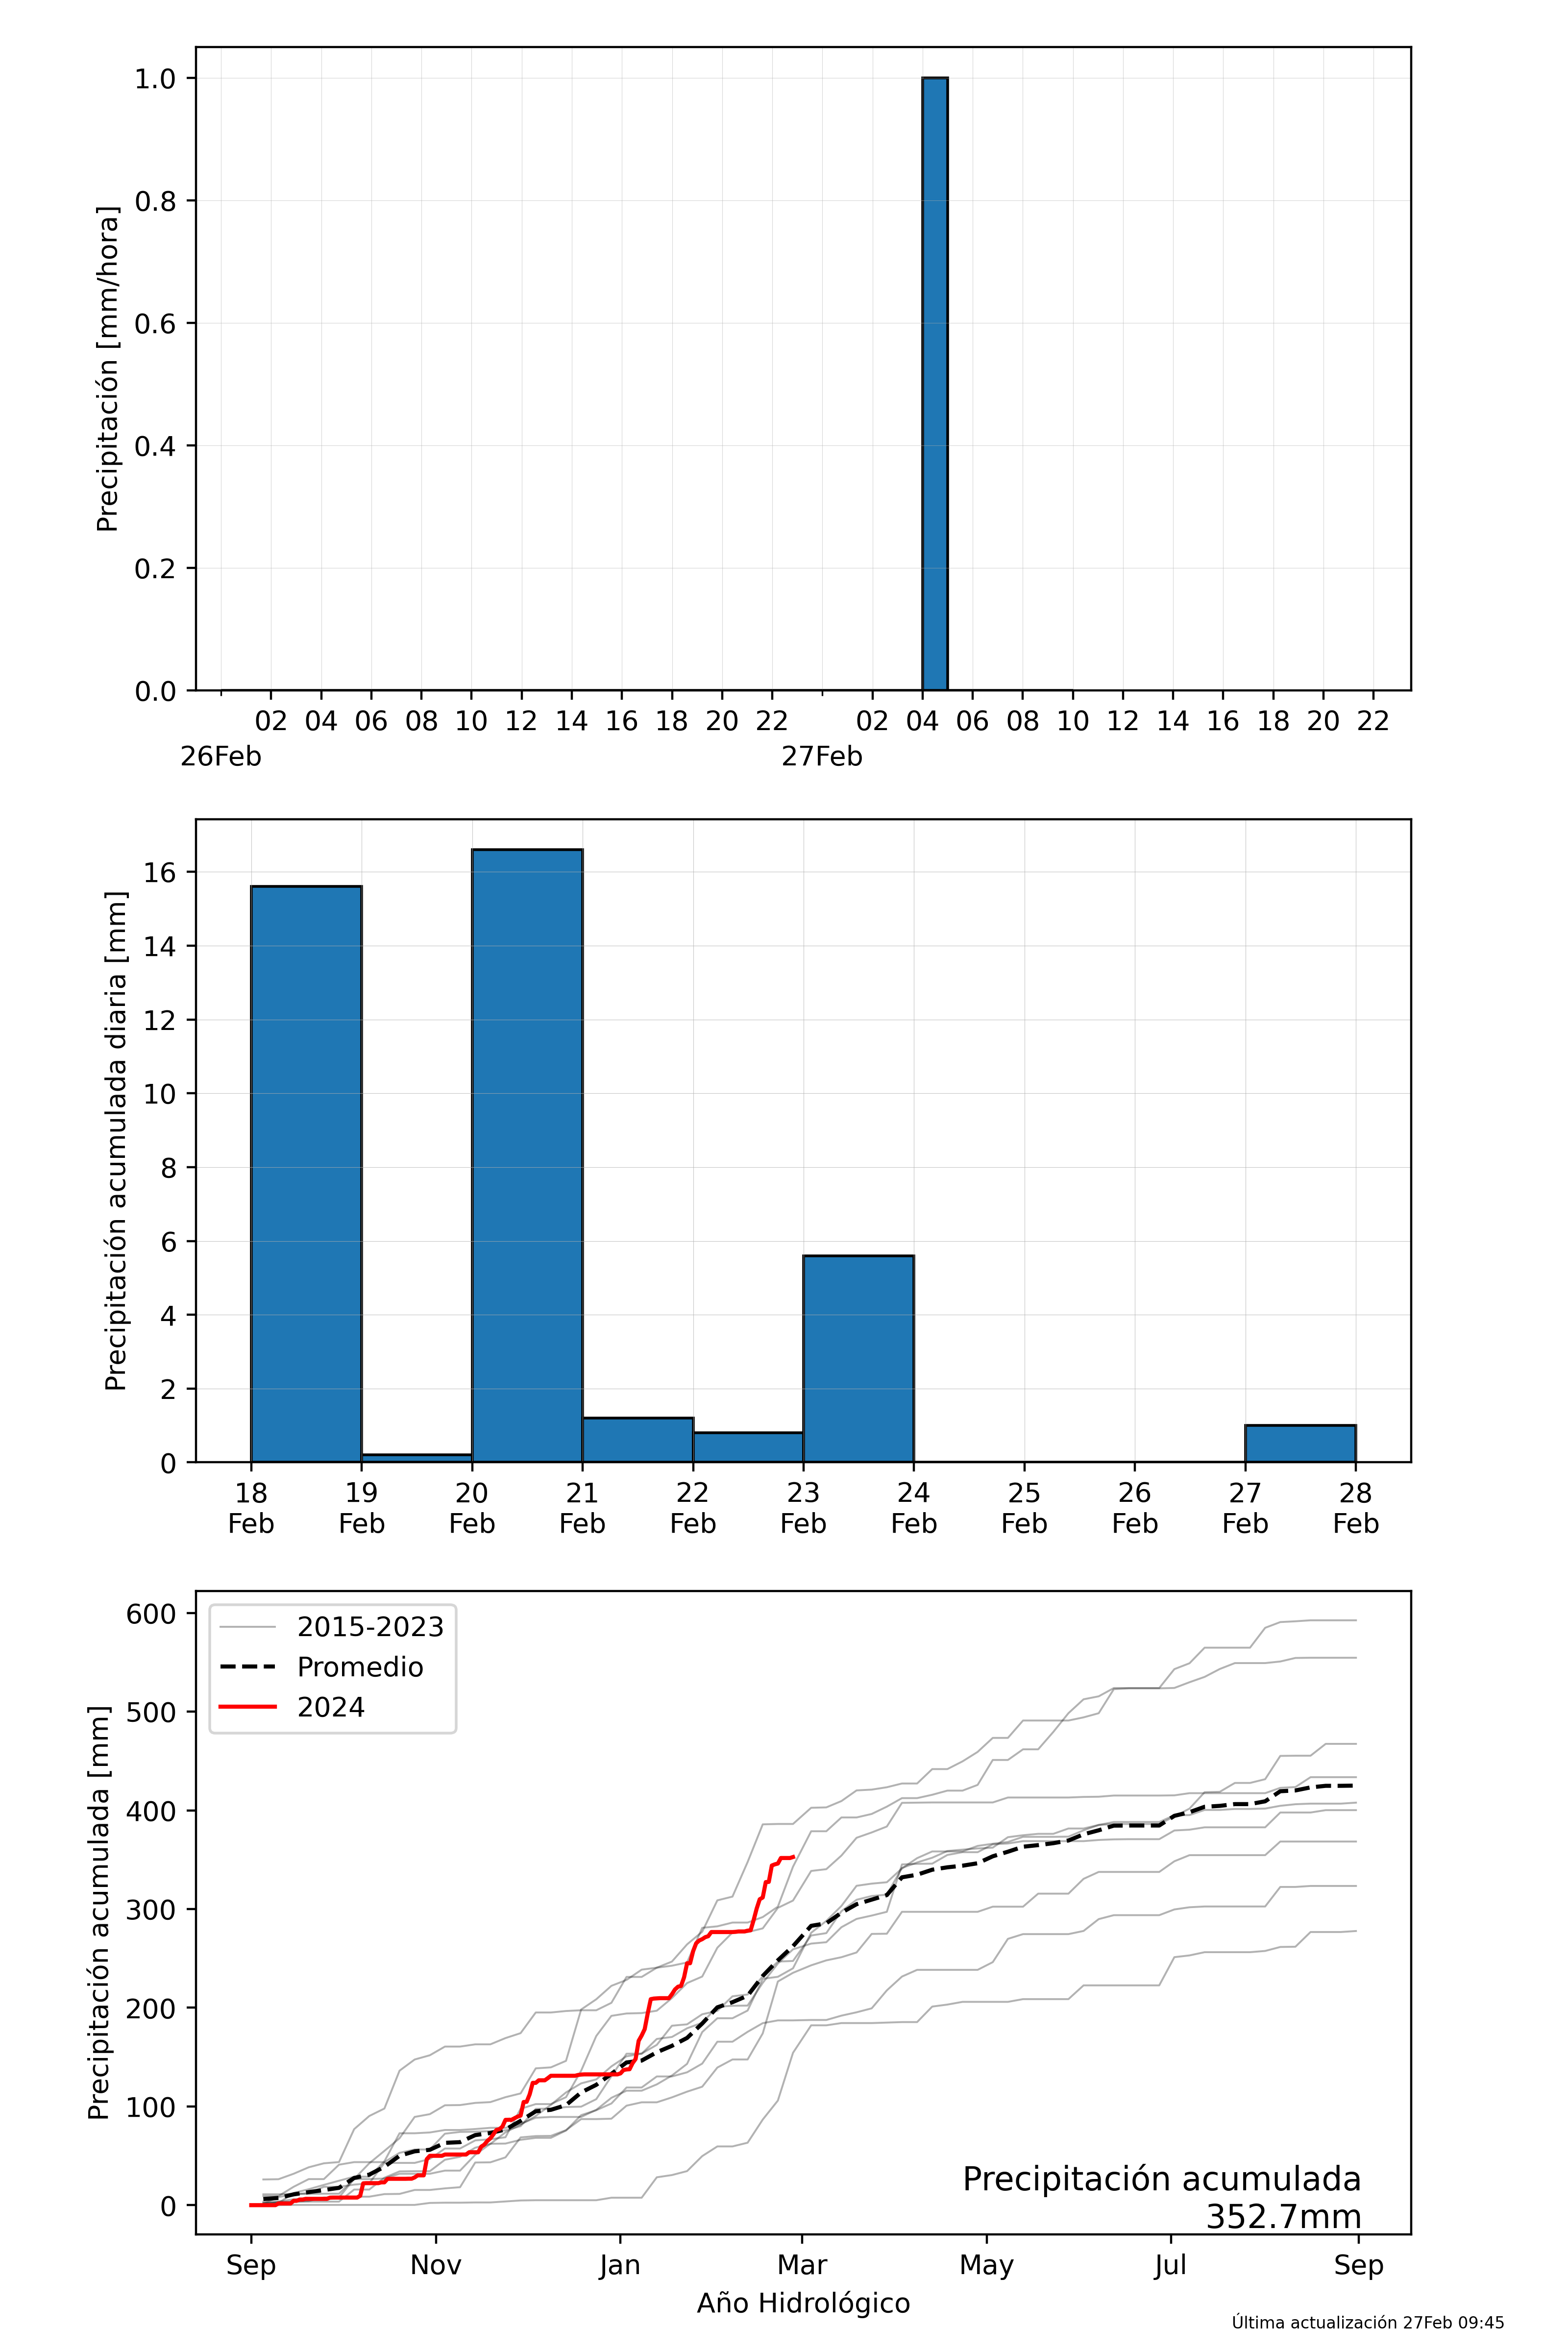 Precipitación [mm/hora]
1.0
0.8
0.6
0.4
0.2
0.0
02 04 06 08 10 12 14 16 18 20 22 02 04 06 08 10 12 14 16 18 20 22
26Feb 27Feb
Precipitación acumulada diaria [mm]
16
14
12
10
8
6
4
2
0
18 19 20 21 22 23 24 25 26 27 28
Feb Feb Feb Feb Feb Feb Feb Feb Feb Feb Feb
Precipitación acumulada [mm]
600
500
400
300
200
100
0
2015-2023
Promedio
2024
Precipitación acumulada
352.7mm
Sep Nov Jan Mar May Jul Sep
Año Hidrológico
Última actualización 27Feb 09:45